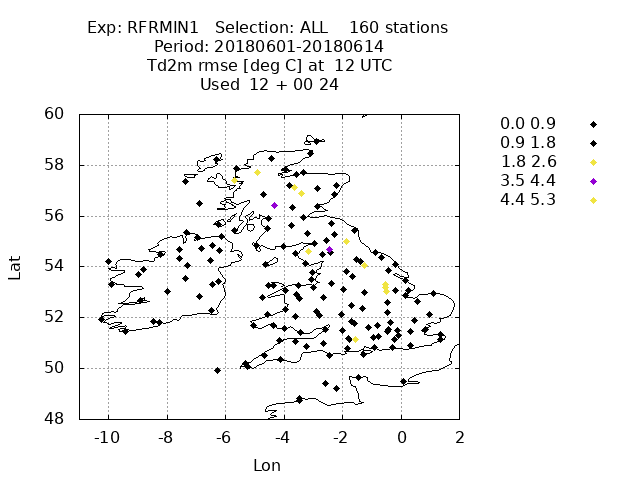 Exp: RFRMIN1 Selection: ALL 160 stations
Period: 20180601-20180614
Td2m rmse [deg C] at 12 UTC
Used 12 + 00 24
0.0 0.9
0.9 1.8
1.8 2.6
3.5 4.4
4.4 5.3
60
58
56
54
52
50
48
Lat
-10 -8 -6 -4 -2 0 2
Lon